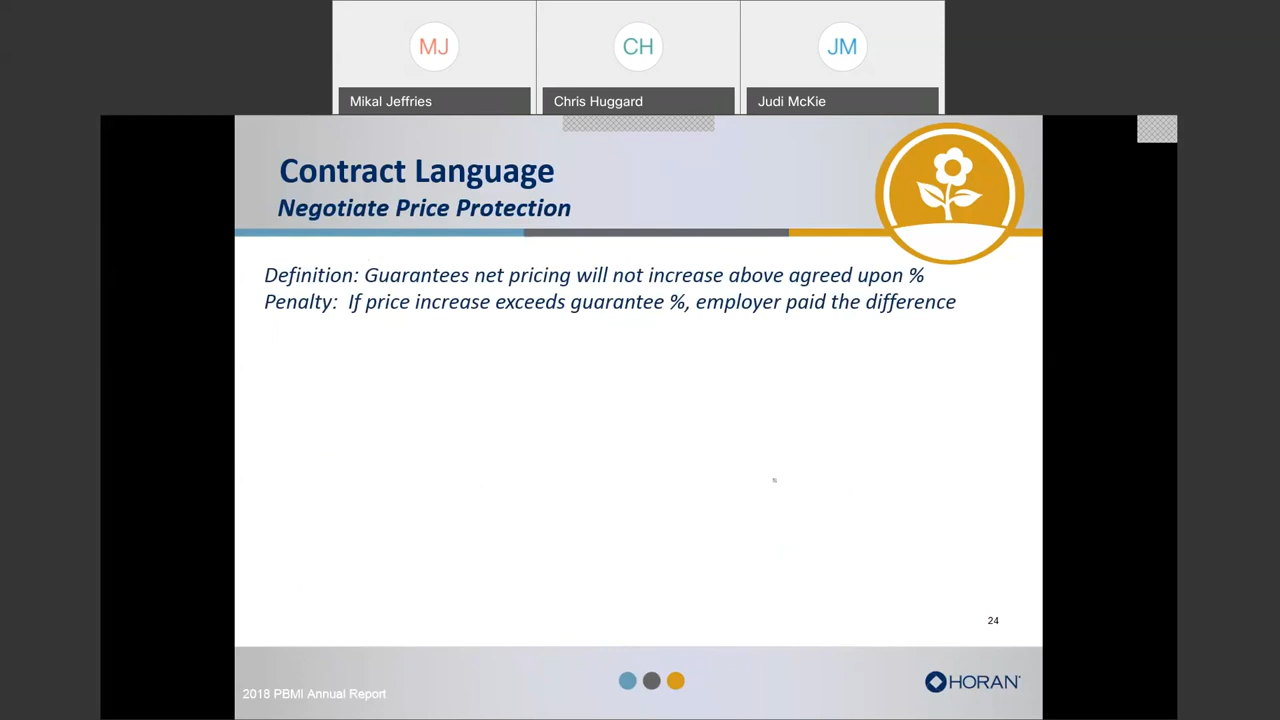 MJ
CH
JM
Mikal Jeffries
Chris Huggard
Judi McKie
Contract Language
Negotiate Price Protection
Definition: Guarantees net pricing will not increase above agreed upon %
Penalty: If price increase exceeds guarantee %, employer paid the difference
24
2018 PBMI Annual Report
HORAN